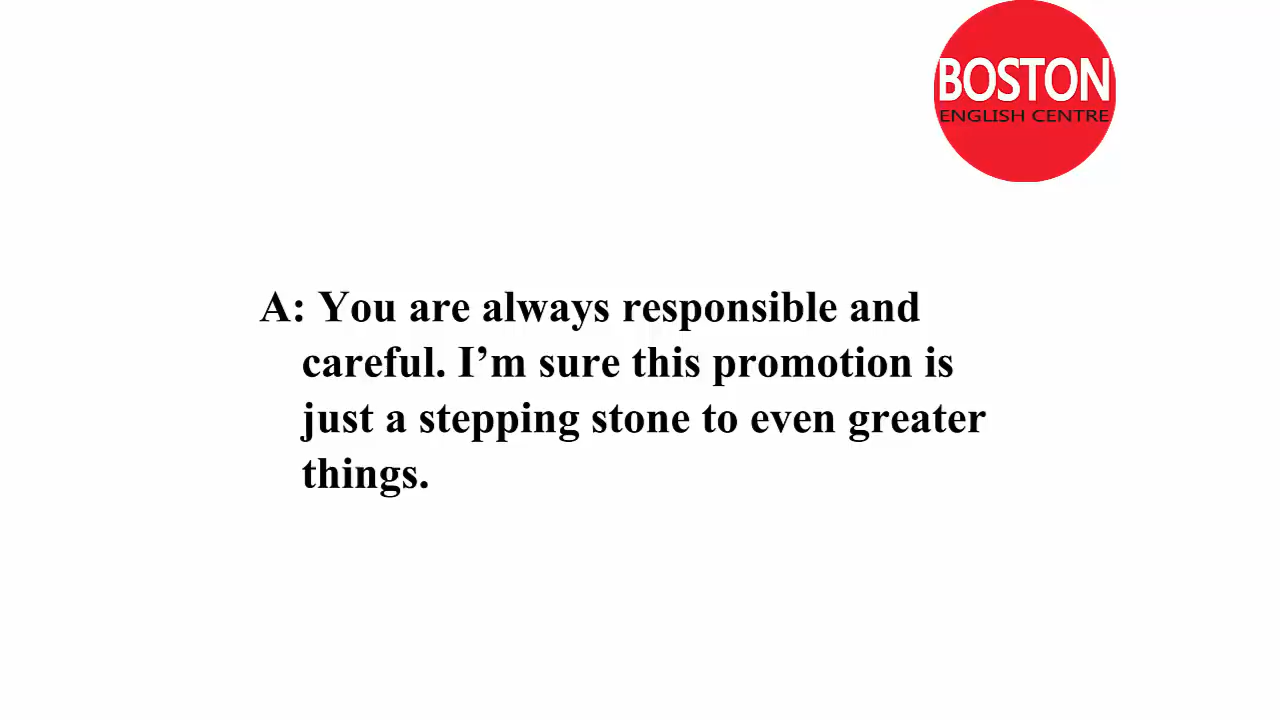 BOSTON
ENGLISH CENTRE
A: You are always responsible and
careful. I’m sure this promotion is
just a stepping stone to even greater
things.